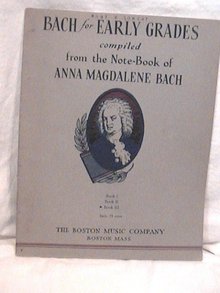 BACH for EARLY GRADES
compiled
from the Note-Book of
ANNA MAGDALENE BACH
Book I
Book II
Book III
THE BOSTON MUSIC COMPANY
BOSTON MASS